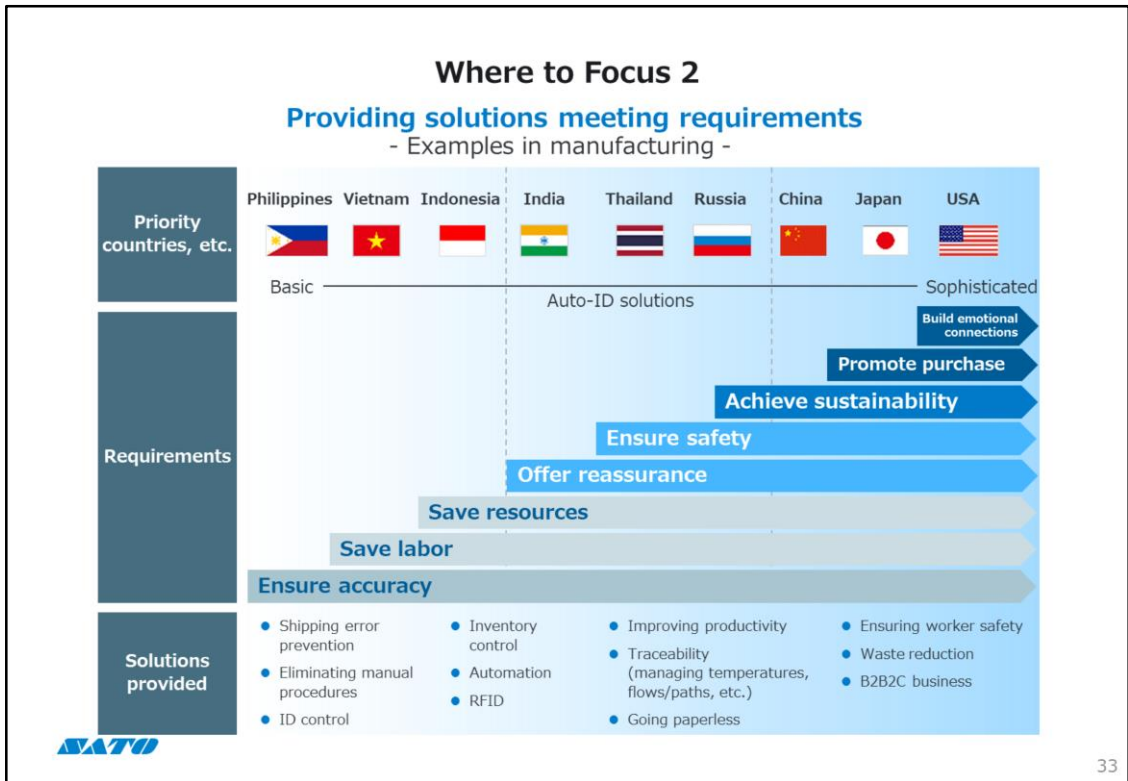 Where to Focus 2
Providing solutions meeting requirements
- Examples in manufacturing -
Priority
countries, etc.
Philippines Vietnam Indonesia India Thailand Russia China Japan USA
Basic Auto-ID solutions Sophisticated
Requirements
Build emotional
connections
Promote purchase
Achieve sustainability
Ensure safety
Offer reassurance
Save resources
Save labor
Ensure accuracy
Solutions
provided
• Shipping error
prevention
• Eliminating manual
procedures
• ID control
• Inventory
control
• Automation
• RFID
• Improving productivity
• Traceability
(managing temperatures,
flows/paths, etc.)
• Going paperless
• Ensuring worker safety
• Waste reduction
• B2B2C business
SATO
33